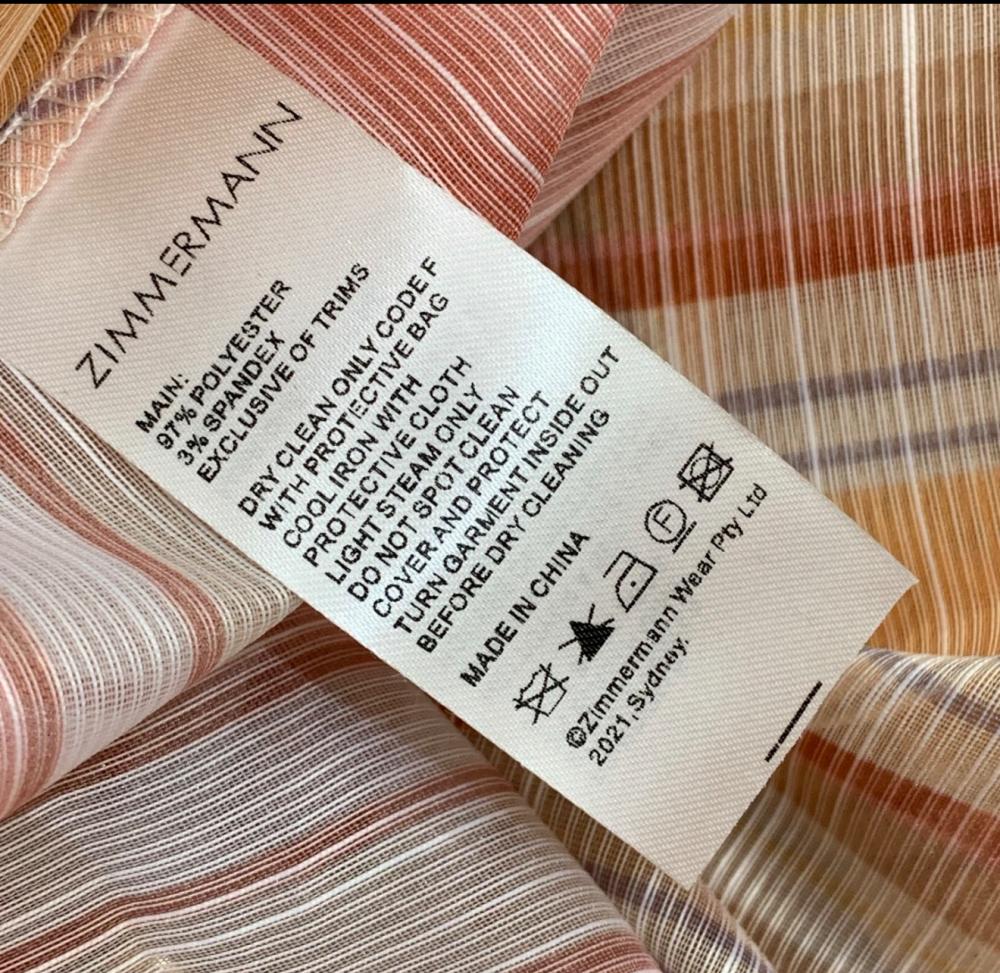 ZIMMERMANN
MAIN:
97% POLYESTER
3% SPANDEX
EXCLUSIVE OF TRIMS
DRY CLEAN ONLY CODE F
WITH PROTECTIVE BAG
COOL IRON WITH
PROTECTIVE CLOTH
LIGHT STEAM ONLY
DO NOT SPOT CLEAN
COVER AND PROTECT
TURN GARMENT INSIDE OUT
BEFORE DRY CLEANING
MADE IN CHINA
F
©Zimmermann Wear Pty Ltd
2021, Sydney.